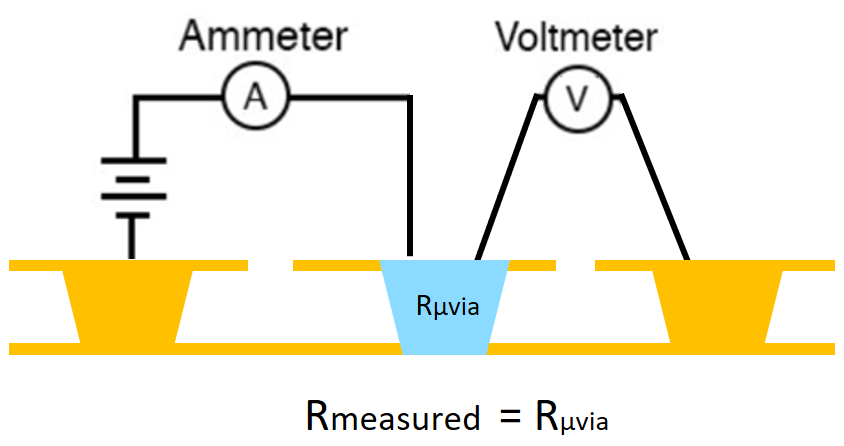 Ammeter
Voltmeter
A
V
Rμvia
Rmeasured = Rμvia